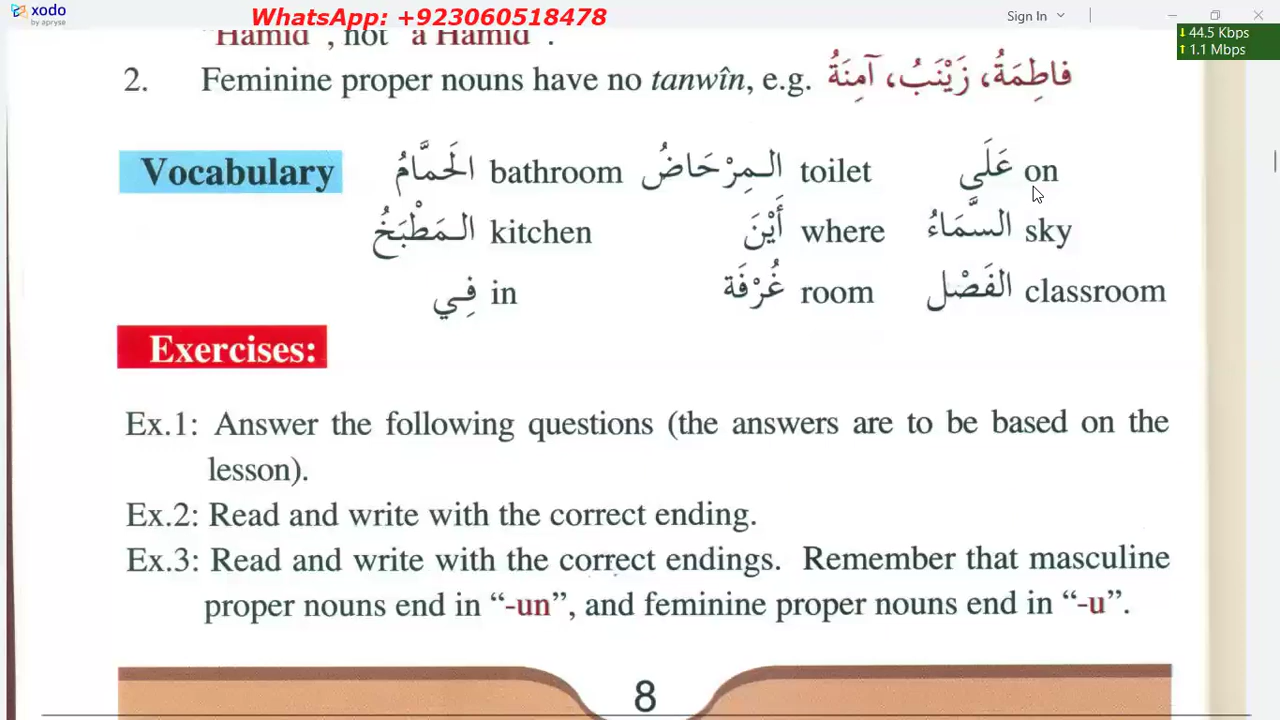 xodo
by apryse
WhatsApp: +923060518478
Sign In
44.5 Kbps
1.1 Mbps
"Hamid", not "a Hamid".
2. Feminine proper nouns have no tanwîn, e.g. فاطِمَةُ، زَيْنَبُ، آمِنَةُ
Vocabulary
الحَمَّامُ bathroom المِرْحَاضُ toilet عَلَى on
المَطْبَخُ kitchen أَيْنَ where السَّمَاءُ sky
فِي in غُرْفَة room الفَصْل classroom
Exercises:
Ex.1: Answer the following questions (the answers are to be based on the
lesson).
Ex.2: Read and write with the correct ending.
Ex.3: Read and write with the correct endings. Remember that masculine
proper nouns end in “-un”, and feminine proper nouns end in “-u”.
8